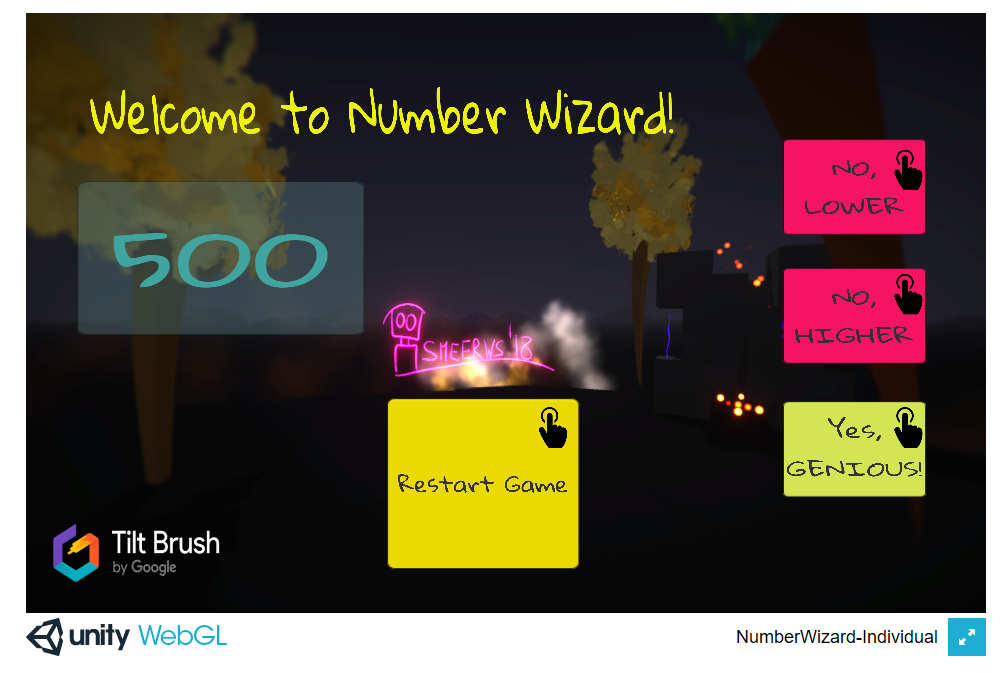 Welcome to Number Wizard!
500
NO,
LOWER
NO,
HIGHER
SMEERWS '18
Yes,
GENIOUS!
Restart Game
Tilt Brush
by Google
unity WebGL
NumberWizard-Individual